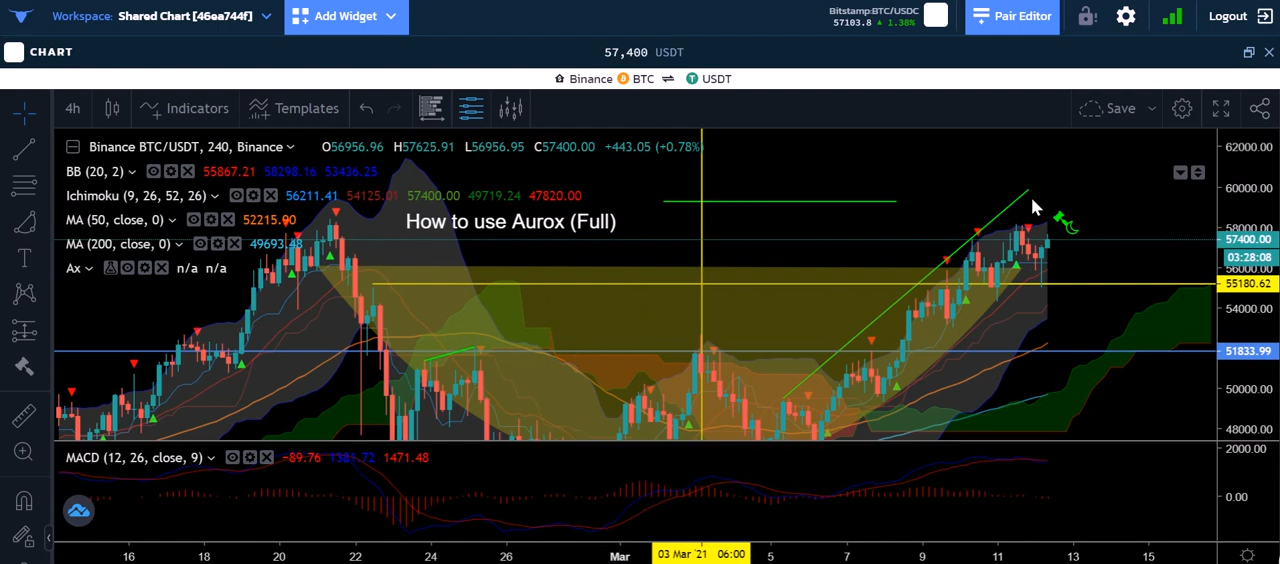 Workspace: Shared Chart [46ea744f]
Add Widget
Bitstamp:BTC/USDC
57103.8 ▲ 1.38%
Pair Editor
Logout
CHART
57,400 USDT
Binance BTC ⇌ USDT
4h
Indicators
Templates
Save
Binance BTC/USDT, 240, Binance
O56956.96 H57625.91 L56956.95 C57400.00 +443.05 (+0.78%)
BB (20, 2) 55867.21 58298.16 53436.25
Ichimoku (9, 26, 52, 26) 56211.41 54125.01 57400.00 49719.24 47820.00
MA (50, close, 0) 52215.90
How to use Aurox (Full)
MA (200, close, 0) 49693.48
Ax n/a n/a
62000.00
60000.00
58000.00
57400.00
03:28:08
56000.00
55180.62
54000.00
51833.99
50000.00
48000.00
MACD (12, 26, close, 9) −89.76 1381.72 1471.48
2000.00
0.00
16 18 20 22 24 26 Mar 03 Mar '21 06:00 5 7 9 11 13 15